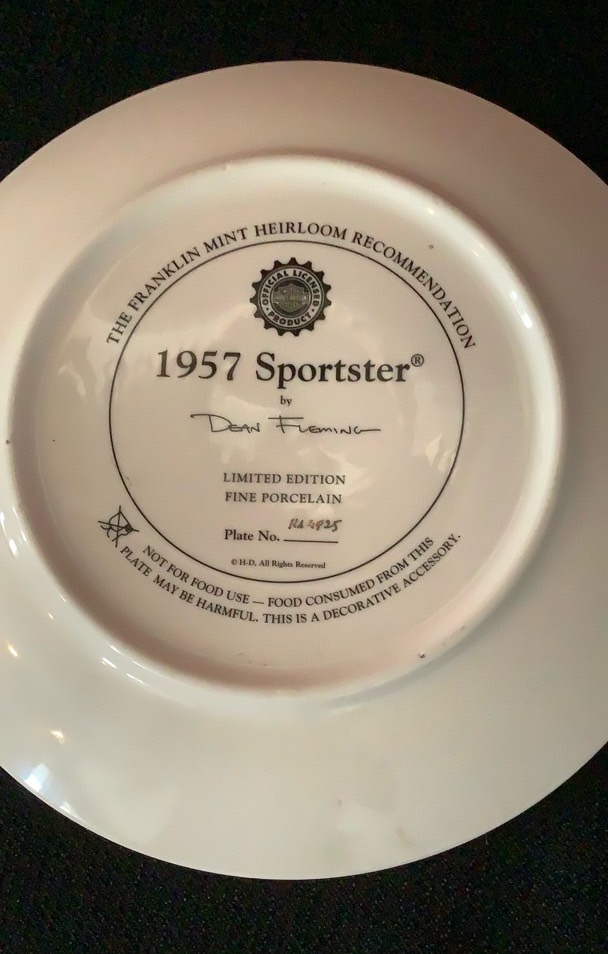 THE FRANKLIN MINT HEIRLOOM RECOMMENDATION
OFFICIAL LICENSED
PRODUCT
1957 Sportster®
by
DEAN FLEMING
LIMITED EDITION
FINE PORCELAIN
Plate No.
© H-D, All Rights Reserved
NOT FOR FOOD USE — FOOD CONSUMED FROM THIS
PLATE MAY BE HARMFUL. THIS IS A DECORATIVE ACCESSORY.